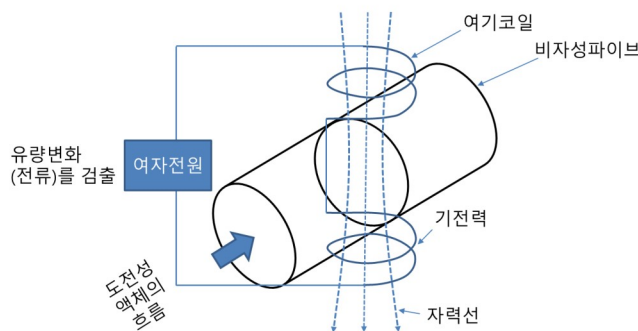 여기코일
비자성파이브
유량변화
(전류)를 검출
여자전원
기전력
도전성
액체의
흐름
자력선